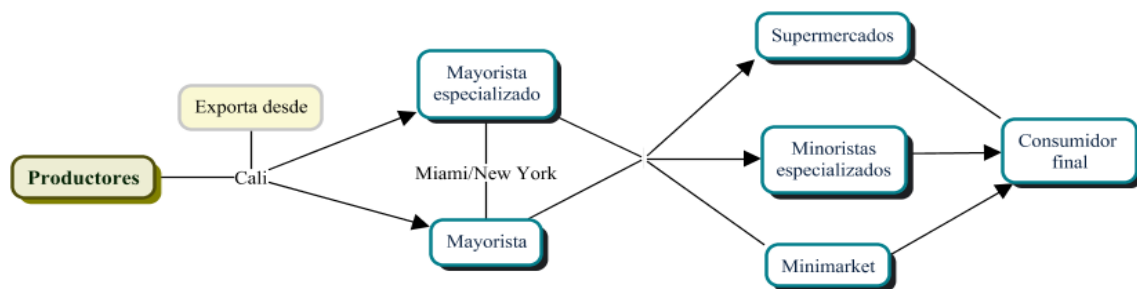 Productores
Exporta desde
Cali
Mayorista
especializado
Miami/New York
Mayorista
Supermercados
Minoristas
especializados
Minimarket
Consumidor
final